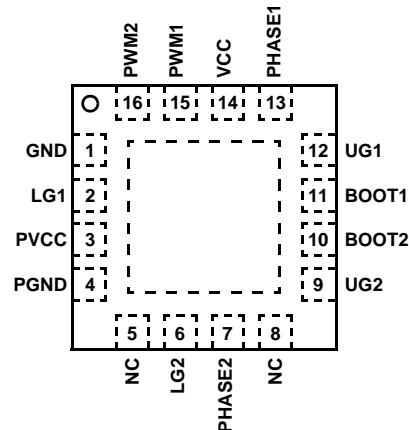 PWM2
PWM1
VCC
PHASE1
16
15
14
13
GND 1
12 UG1
LG1 2
11 BOOT1
PVCC 3
10 BOOT2
PGND 4
9 UG2
5
6
7
8
NC
LG2
PHASE2
NC